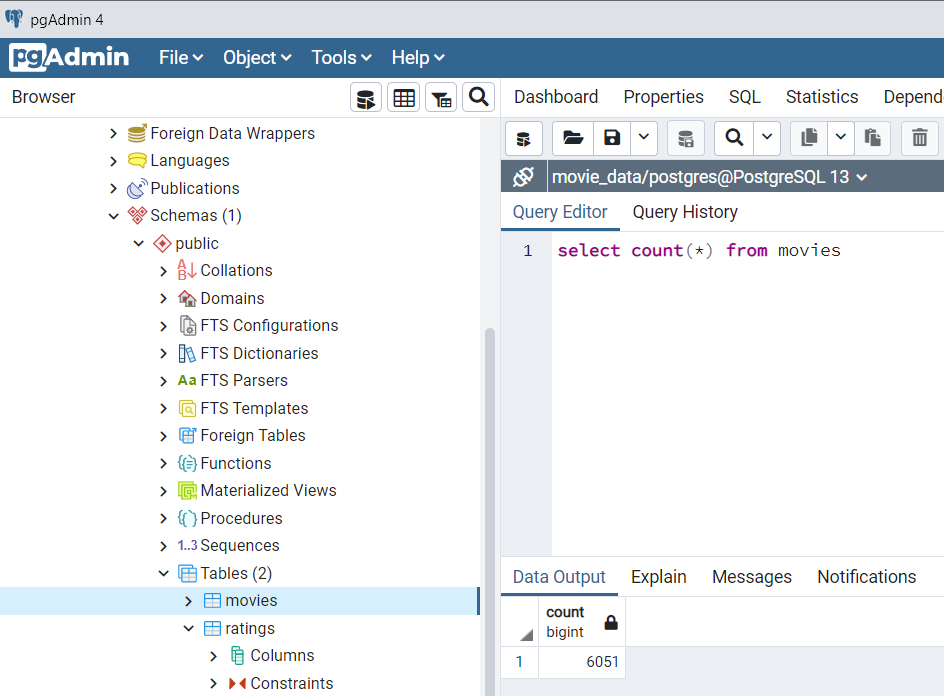 pgAdmin 4
pgAdmin File Object Tools Help
Browser
Dashboard Properties SQL Statistics Depend
Foreign Data Wrappers
Languages
Publications
Schemas (1)
public
Collations
Domains
FTS Configurations
FTS Dictionaries
Aa FTS Parsers
FTS Templates
Foreign Tables
Functions
Materialized Views
Procedures
1..3 Sequences
Tables (2)
movies
ratings
Columns
Constraints
movie_data/postgres@PostgreSQL 13
Query Editor Query History
1 select count(*) from movies
Data Output Explain Messages Notifications
count
bigint
1 6051